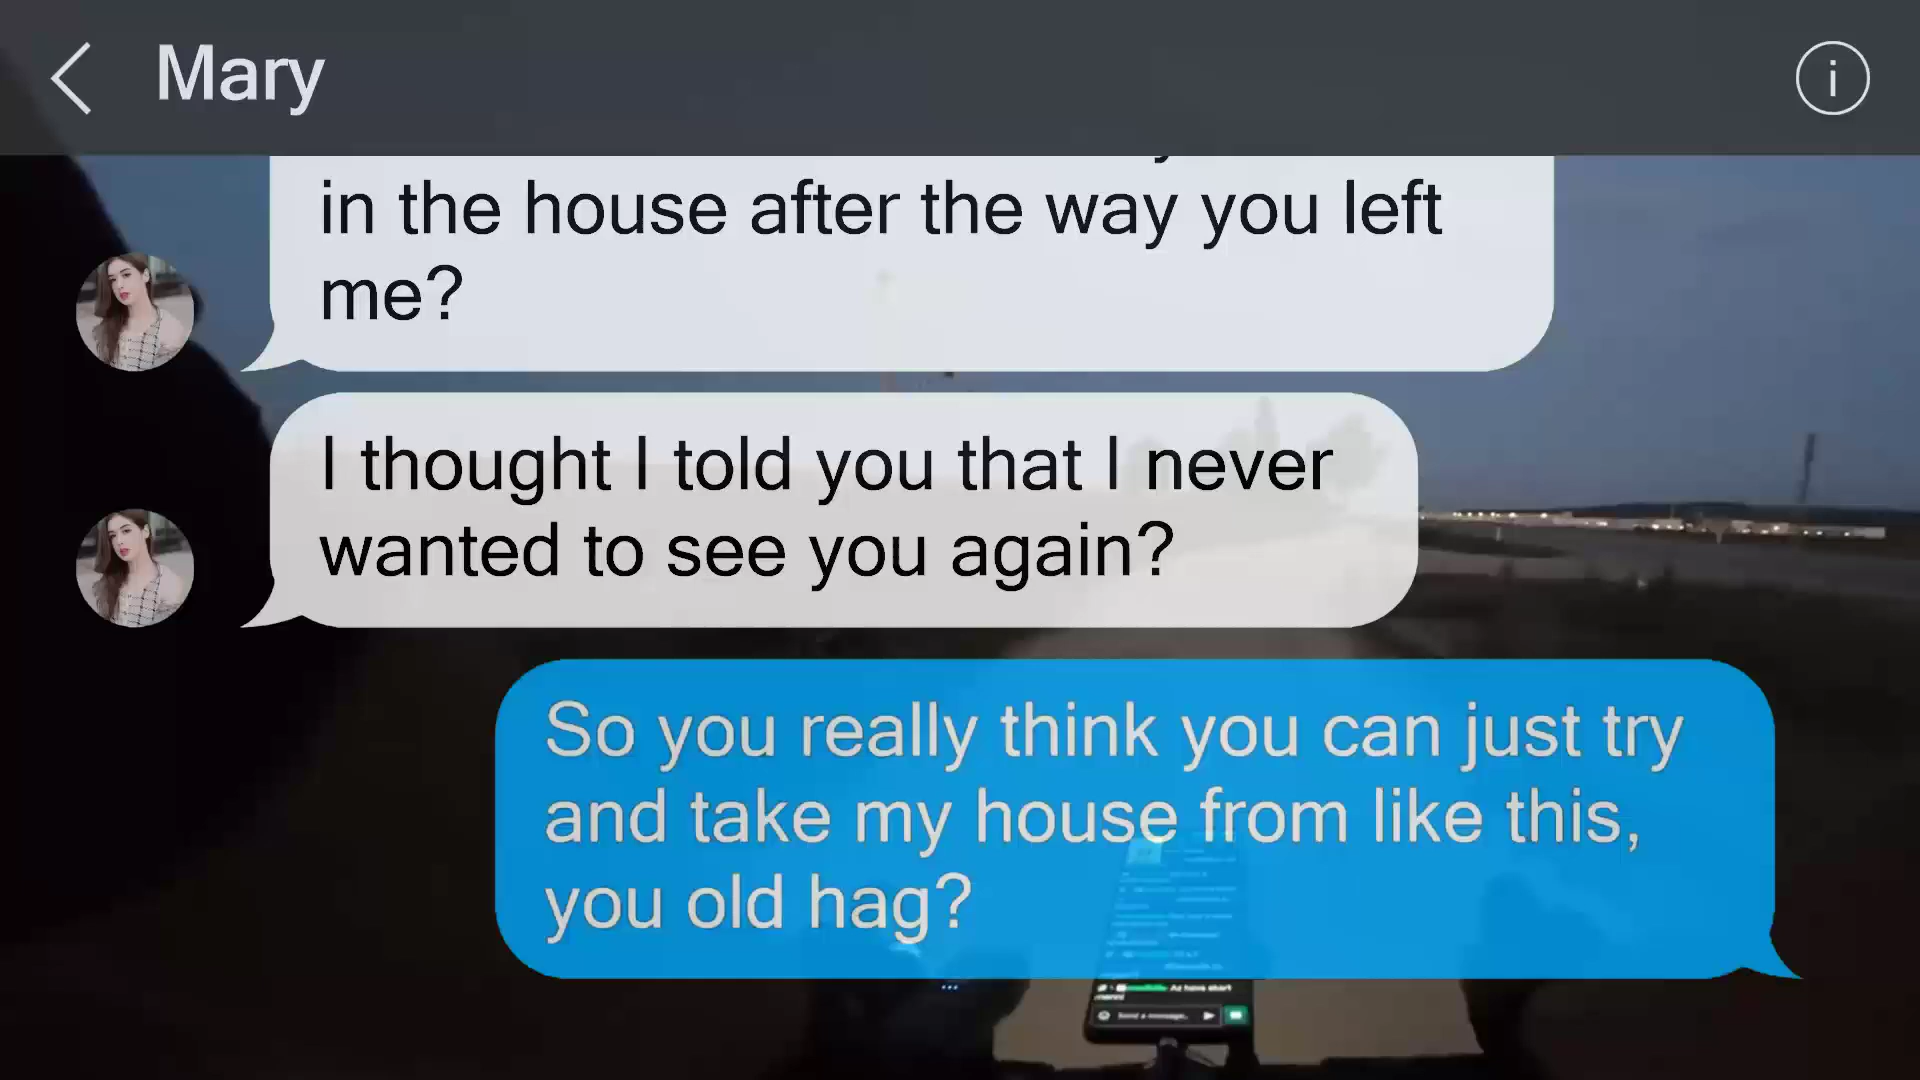 Mary
in the house after the way you left
me?
I thought I told you that I never
wanted to see you again?
So you really think you can just try
and take my house from like this,
you old hag?
Send a message..